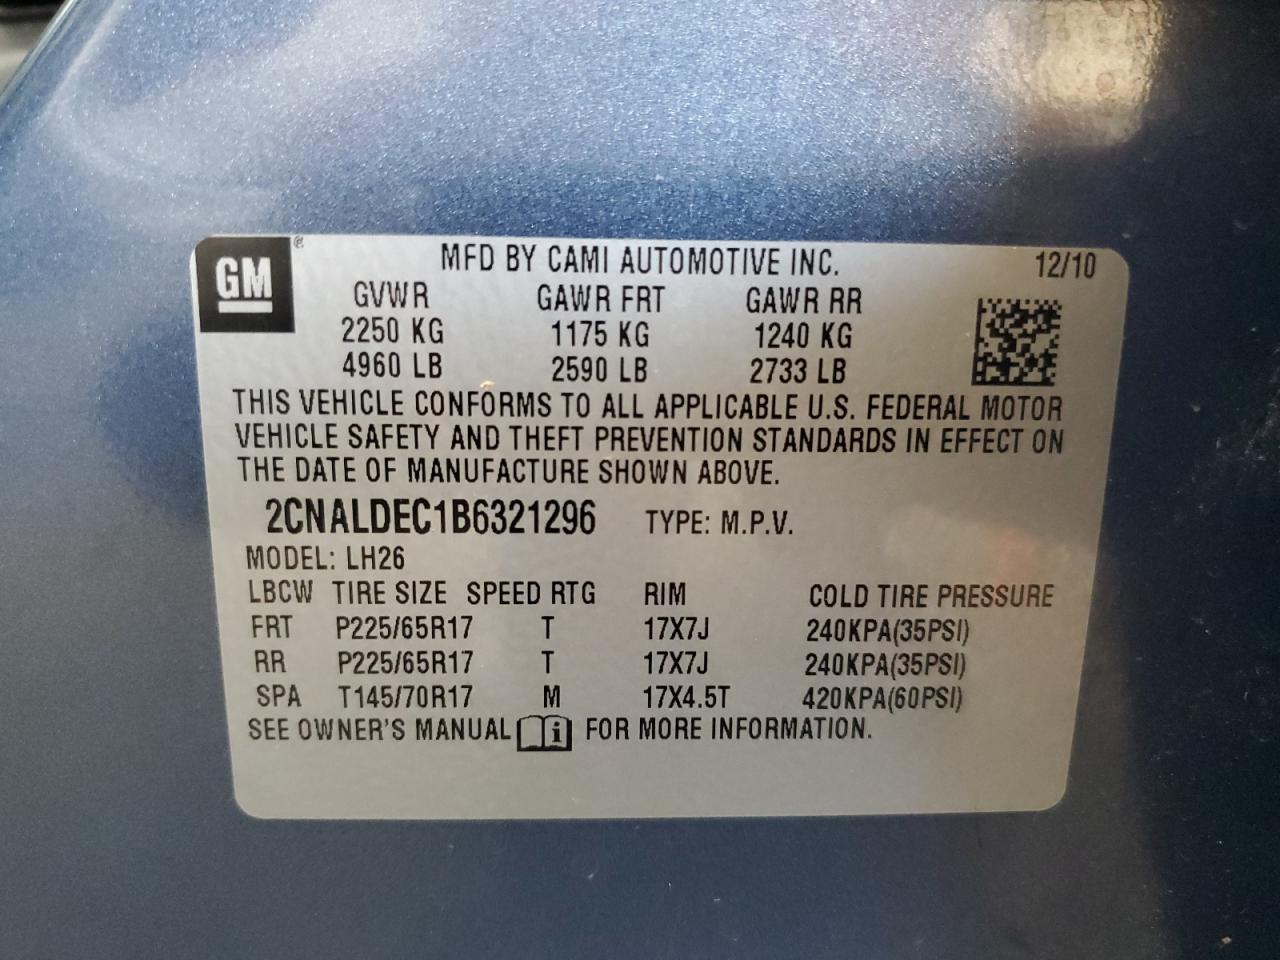 GM ®
MFD BY CAMI AUTOMOTIVE INC. 12/10
GVWR GAWR FRT GAWR RR
2250 KG 1175 KG 1240 KG
4960 LB 2590 LB 2733 LB
THIS VEHICLE CONFORMS TO ALL APPLICABLE U.S. FEDERAL MOTOR
VEHICLE SAFETY AND THEFT PREVENTION STANDARDS IN EFFECT ON
THE DATE OF MANUFACTURE SHOWN ABOVE.
2CNALDEC1B6321296 TYPE: M.P.V.
MODEL: LH26
LBCW TIRE SIZE SPEED RTG RIM COLD TIRE PRESSURE
FRT P225/65R17 T 17X7J 240KPA(35PSI)
RR P225/65R17 T 17X7J 240KPA(35PSI)
SPA T145/70R17 M 17X4.5T 420KPA(60PSI)
SEE OWNER'S MANUAL i FOR MORE INFORMATION.